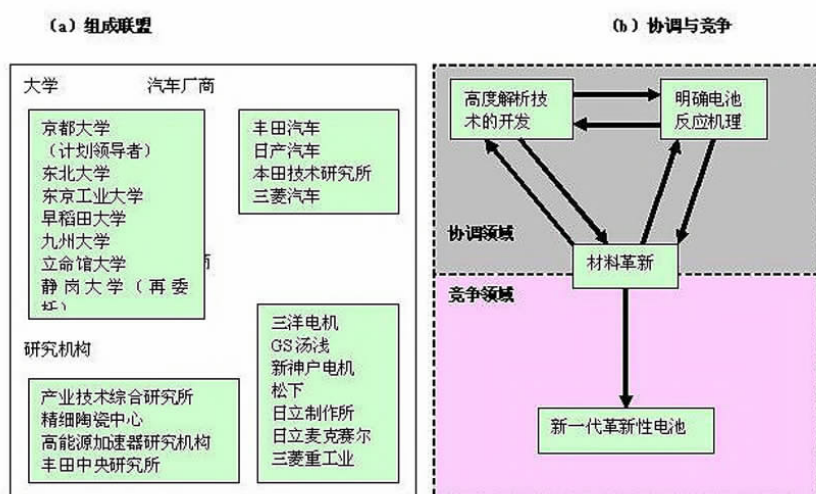 （a）组成联盟
大学
汽车厂商
京都大学
（计划领导者）
东北大学
东京工业大学
早稻田大学
九州大学
立命馆大学
静岗大学（再委
丰田汽车
日产汽车
本田技术研究所
三菱汽车
商
研究机构
产业技术综合研究所
精细陶瓷中心
高能源加速器研究机构
丰田中央研究所
三洋电机
GS汤浅
新神户电机
松下
日立制作所
日立麦克赛尔
三菱重工业
（b）协调与竞争
高度解析技
术的开发
明确电池
反应机理
协调领域
材料革新
竞争领域
新一代革新性电池